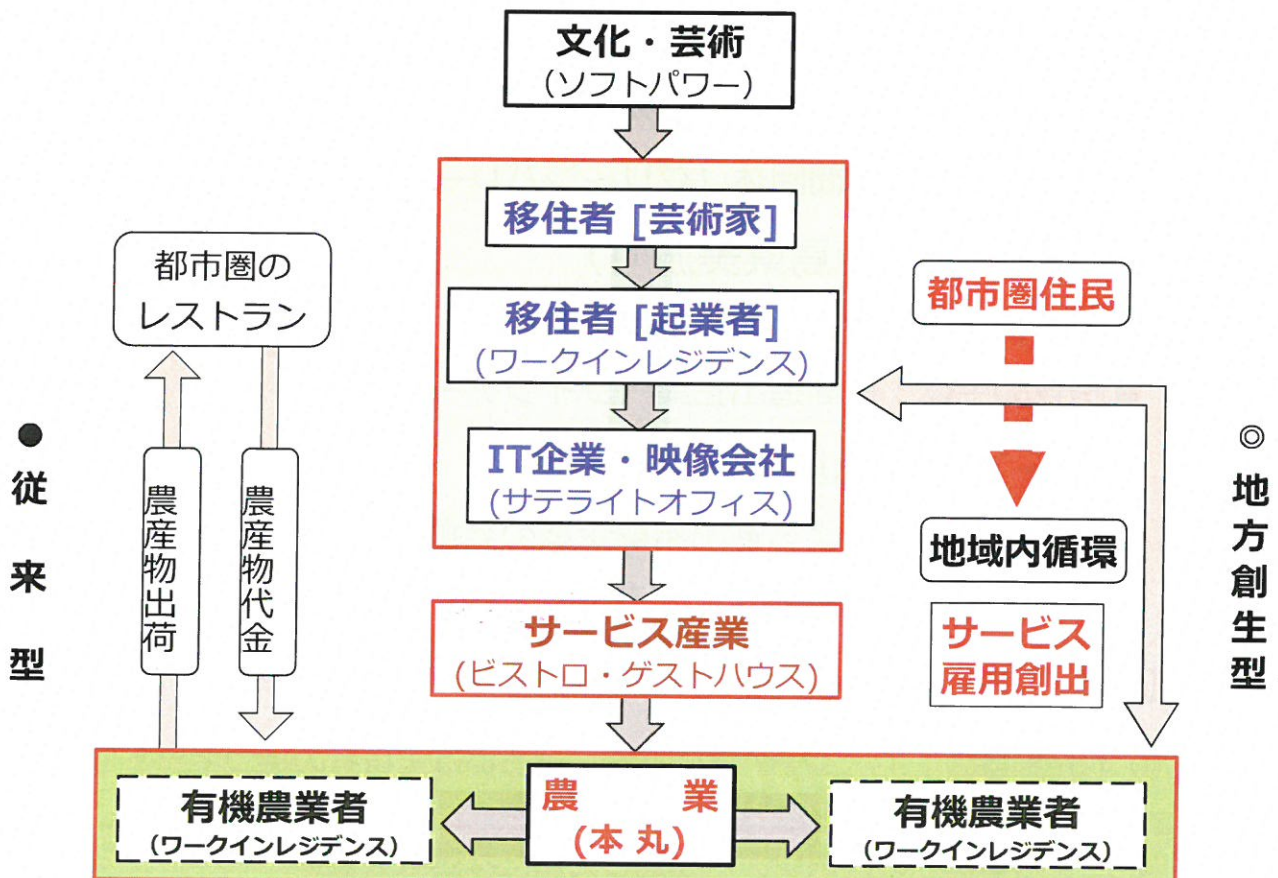 文化・芸術
(ソフトパワー)
移住者 [芸術家]
移住者 [起業者]
(ワークインレジデンス)
IT企業・映像会社
(サテライトオフィス)
サービス産業
(ビストロ・ゲストハウス)
● 従来型
都市圏の
レストラン
農産物出荷
農産物代金
都市圏住民
地域内循環
サービス
雇用創出
◎ 地方創生型
有機農業者
(ワークインレジデンス)
農 業
(本 丸)
有機農業者
(ワークインレジデンス)